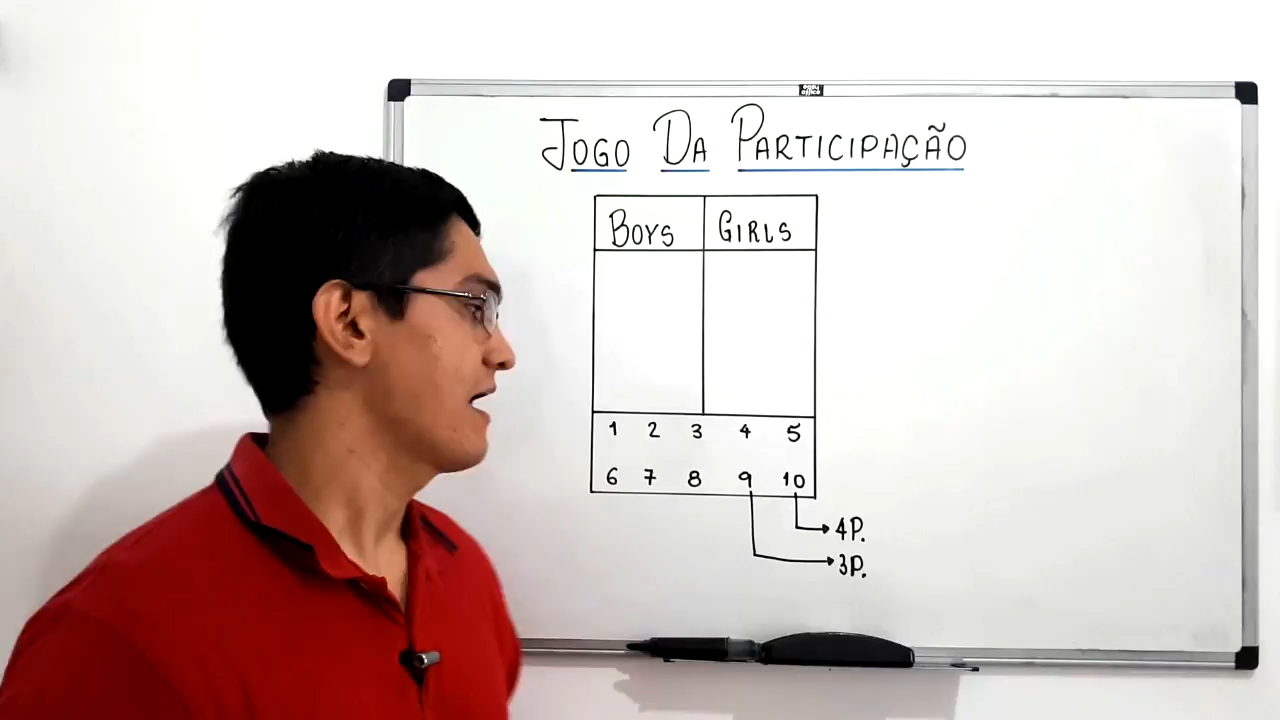 JOGO DA PARTICIPAÇÃO
BOYS GIRLS
1 2 3 4 5
6 7 8 9 10
4P.
3P.